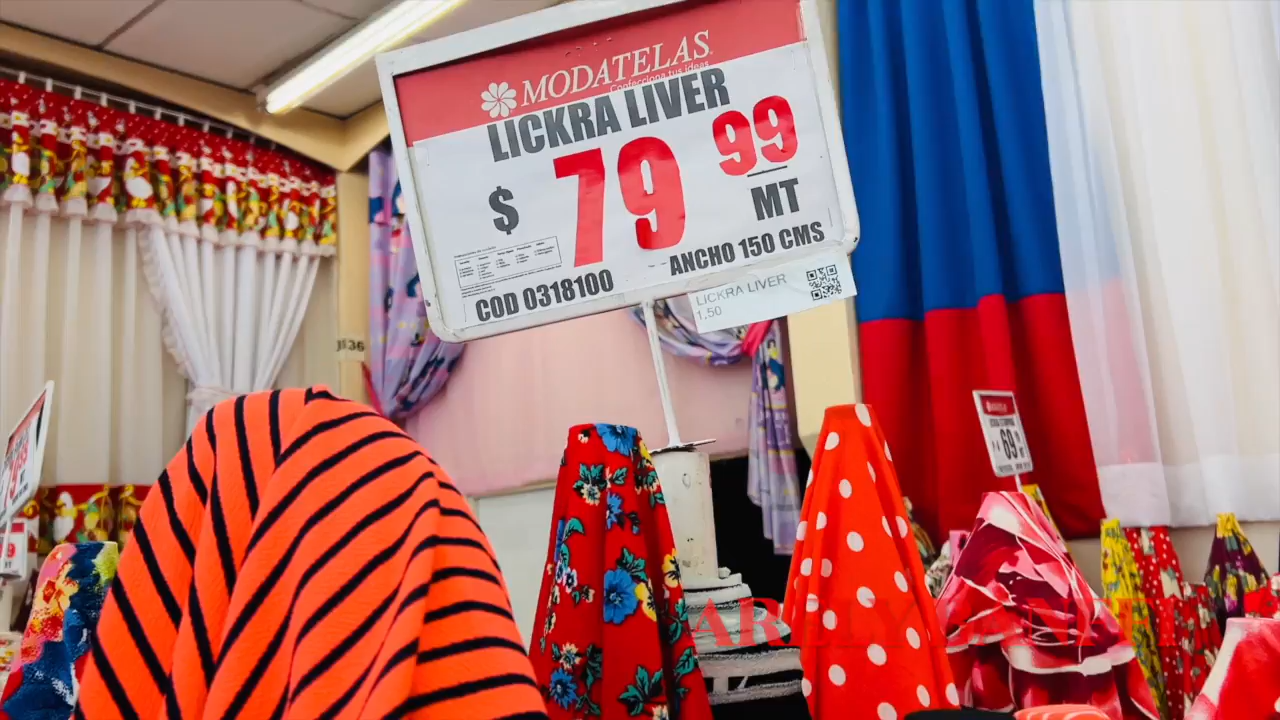 MODATELAS
Confecciona tus ideas
LICKRA LIVER
$ 79 99
MT
ANCHO 150 CMS
COD 0318100
LICKRA LIVER
1.50
69